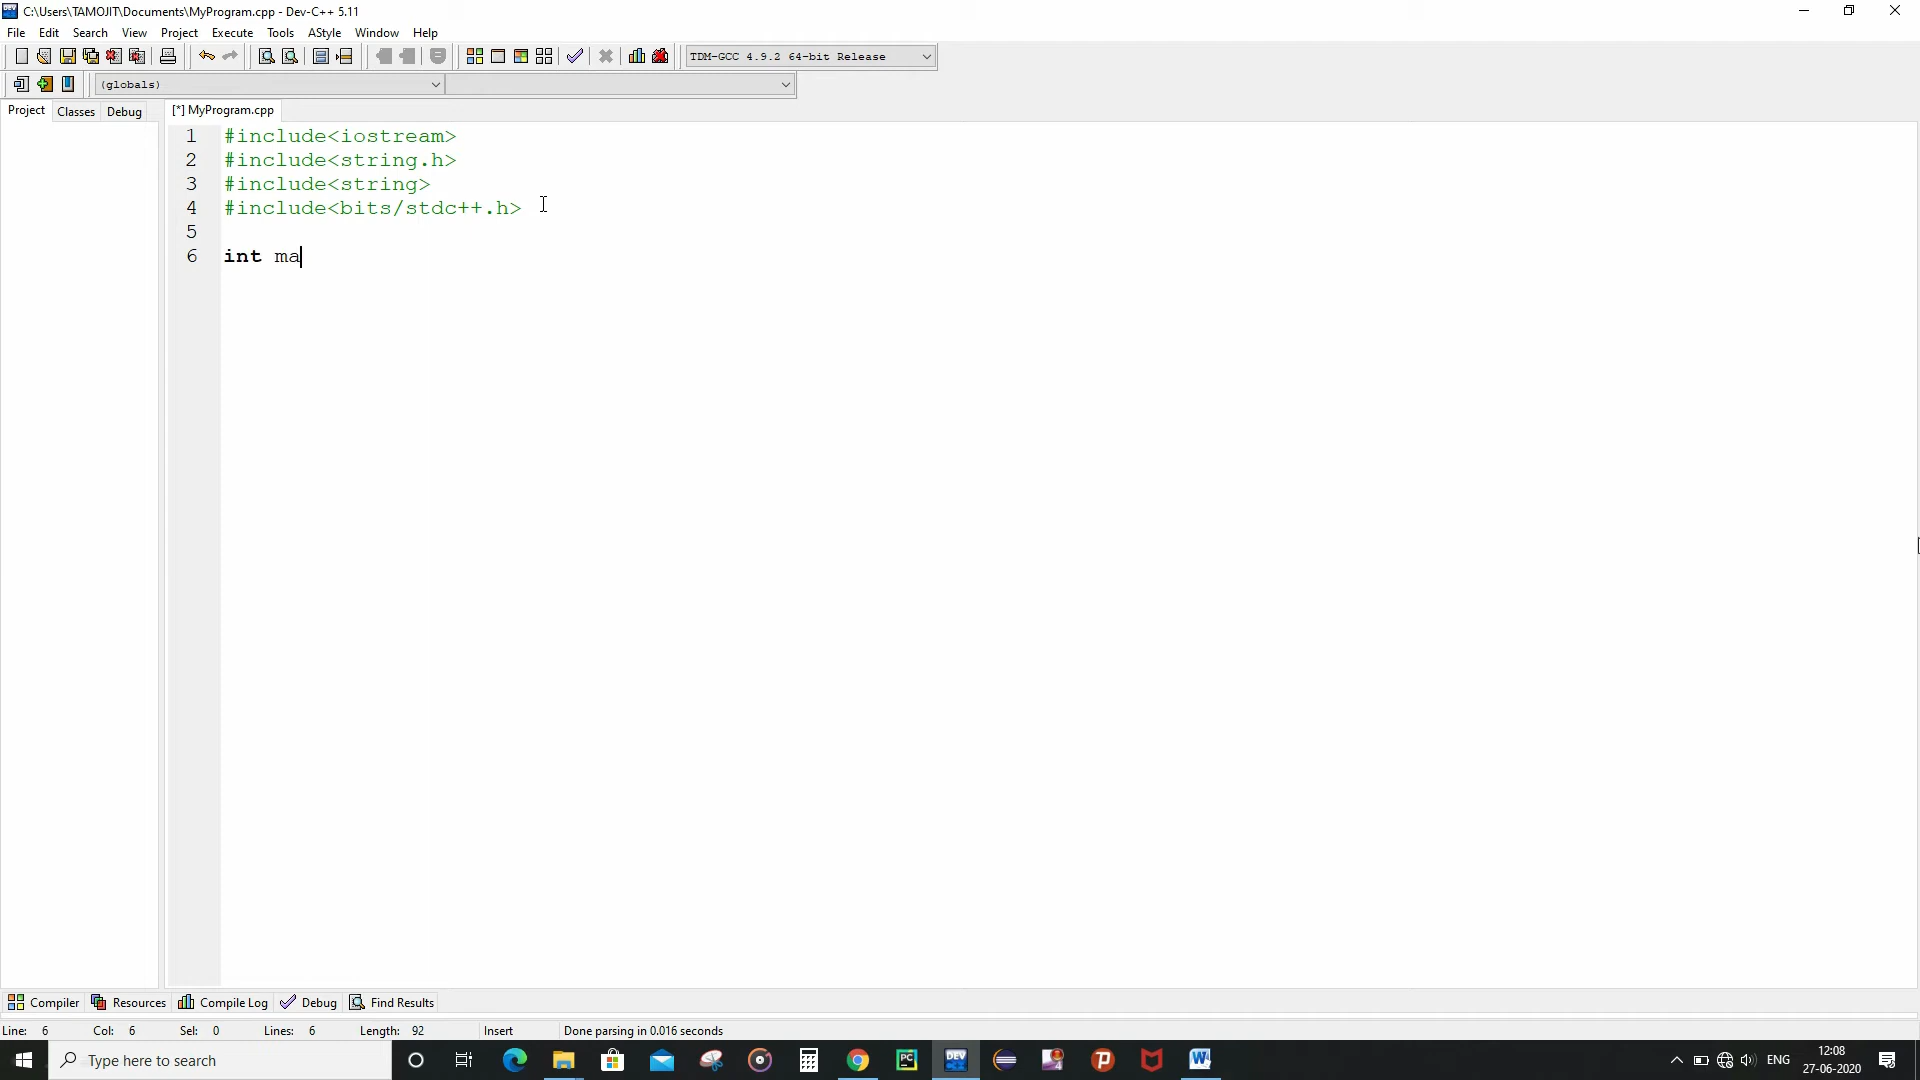 C:\Users\TAMOJIT\Documents\MyProgram.cpp - Dev-C++ 5.11
File Edit Search View Project Execute Tools AStyle Window Help
TDM-GCC 4.9.2 64-bit Release
(globals)
Project Classes Debug [*] MyProgram.cpp
1 #include<iostream>
2 #include<string.h>
3 #include<string>
4 #include<bits/stdc++.h>
5
6 int ma
Compiler Resources Compile Log Debug Find Results
Line: 6 Col: 6 Sel: 0 Lines: 6 Length: 92 Insert Done parsing in 0.016 seconds
Type here to search
PC
DEV
W
ENG
12:08
27-06-2020